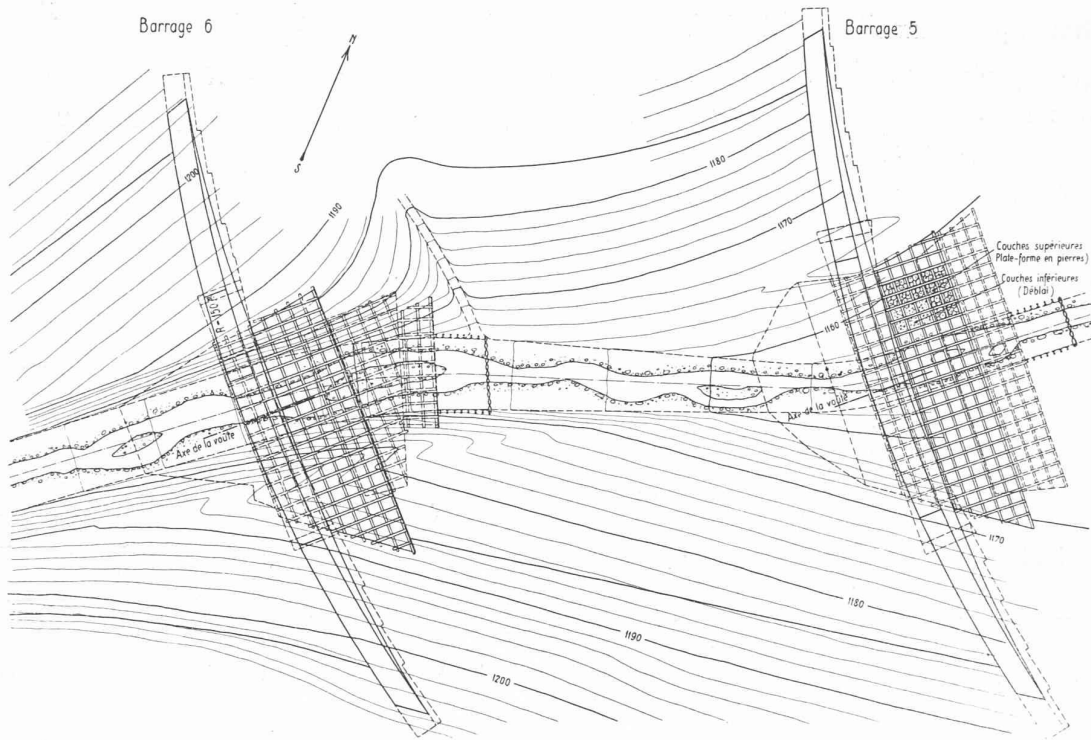 Barrage 6
Barrage 5
N
S
1200
1190
1180
1170
1160
R=150m
Couches supérieures
Plate-forme en pierres)
Couches inférieures
(Déblai)
Axe de la voûte
Axe de la voûte
1170
1180
1190
1200